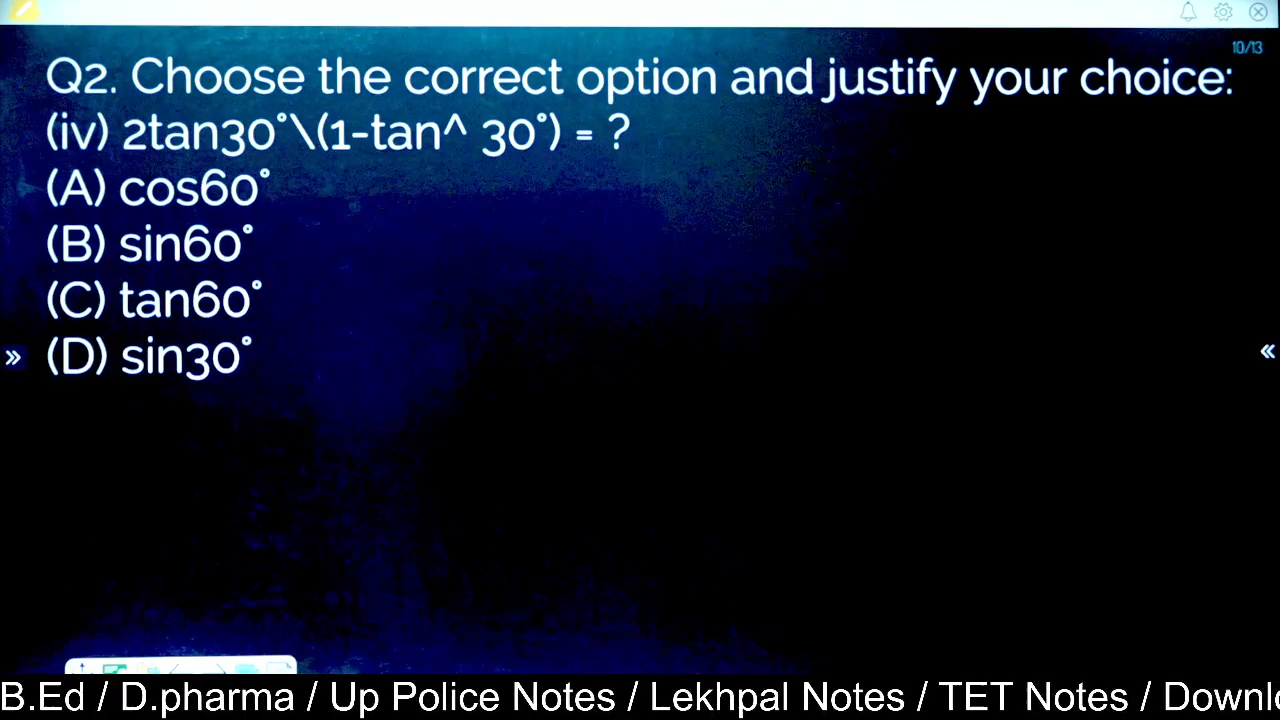 10/13
Q2. Choose the correct option and justify your choice:
(iv) 2tan30°\(1-tan^ 30°) = ?
(A) cos60°
(B) sin60°
(C) tan60°
» (D) sin30° «
B.Ed / D.pharma / Up Police Notes / Lekhpal Notes / TET Notes / Downlo